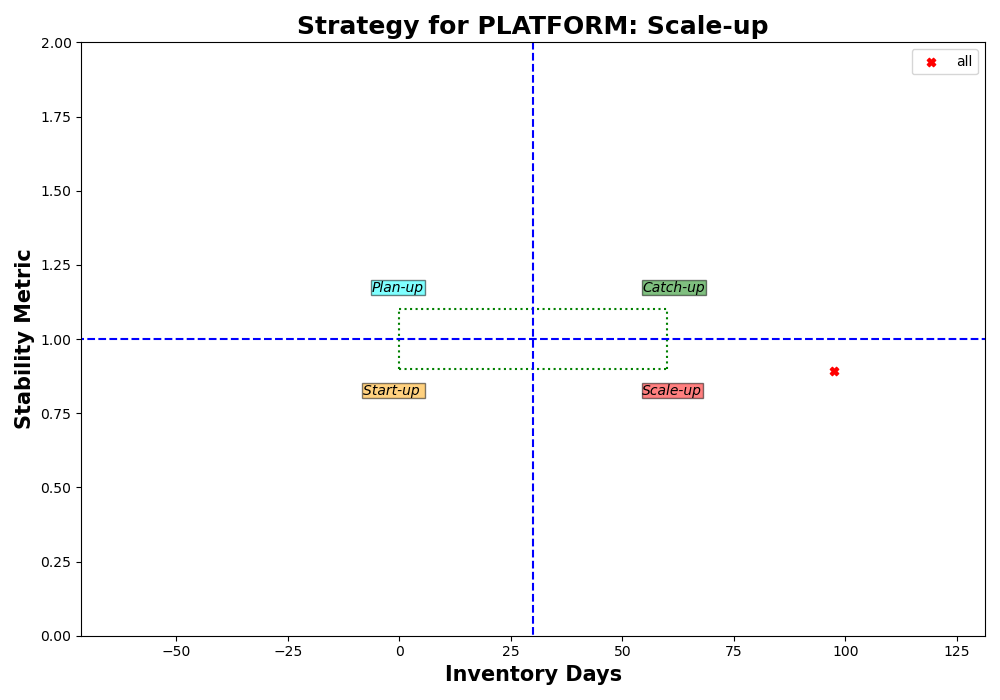 Strategy for PLATFORM: Scale-up
all
2.00
1.75
1.50
1.25
1.00
0.75
0.50
0.25
0.00
Stability Metric
Plan-up
Catch-up
Start-up
Scale-up
−50
−25
0
25
50
75
100
125
Inventory Days